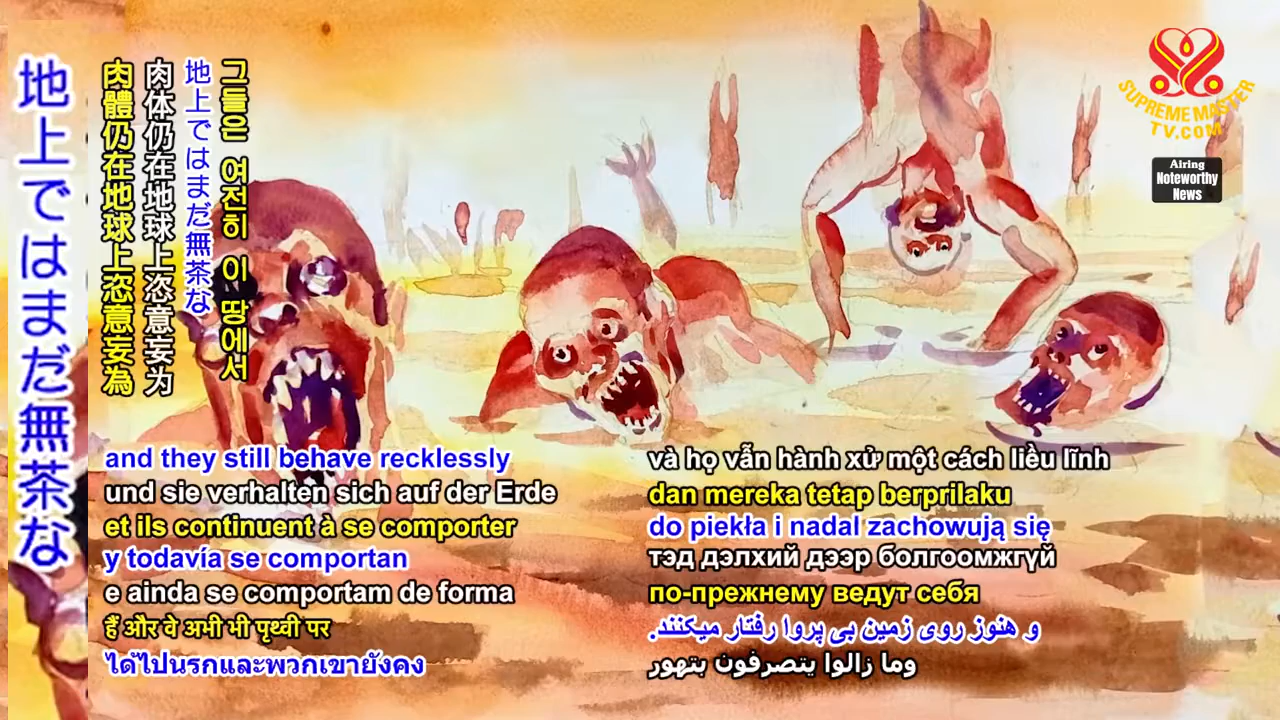 地上ではまだ無茶な
肉體仍在地球上恣意妄為
肉体仍在地球上恣意妄为
地上ではまだ無茶な
그들은 여전히 이 땅에서
SUPREME MASTER
TV.COM
Airing
Noteworthy
News
and they still behave recklessly
und sie verhalten sich auf der Erde
et ils continuent à se comporter
y todavía se comportan
e ainda se comportam de forma
हैं और वे अभी भी पृथ्वी पर
ได้ไปนรกและพวกเขายังคง
và họ vẫn hành xử một cách liều lĩnh
dan mereka tetap berprilaku
do piekła i nadal zachowują się
тэд дэлхий дээр болгоомжгүй
по-прежнему ведут себя
و هنوز روی زمین بی پروا رفتار میکنند.
وما زالوا يتصرفون بتهور